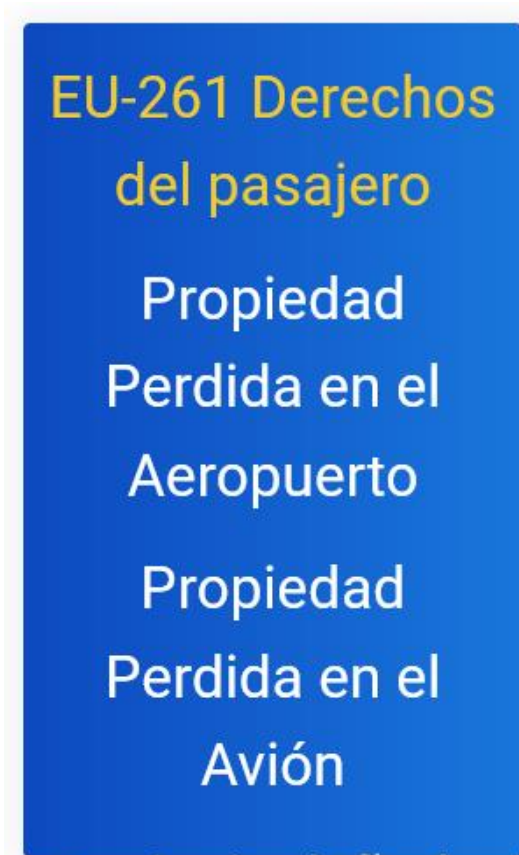 EU-261 Derechos
del pasajero
Propiedad
Perdida en el
Aeropuerto
Propiedad
Perdida en el
Avión